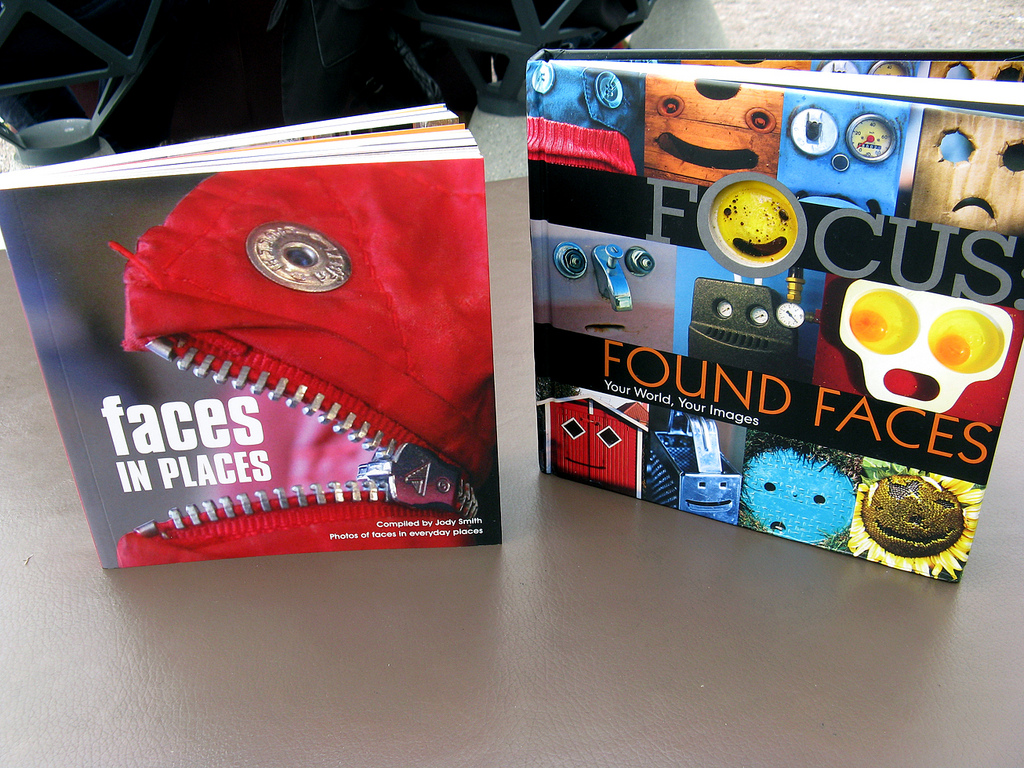 faces
IN PLACES
Compiled by Jody Smith
Photos of faces in everyday places
FOCUS:
FOUND FACES
Your World, Your Images